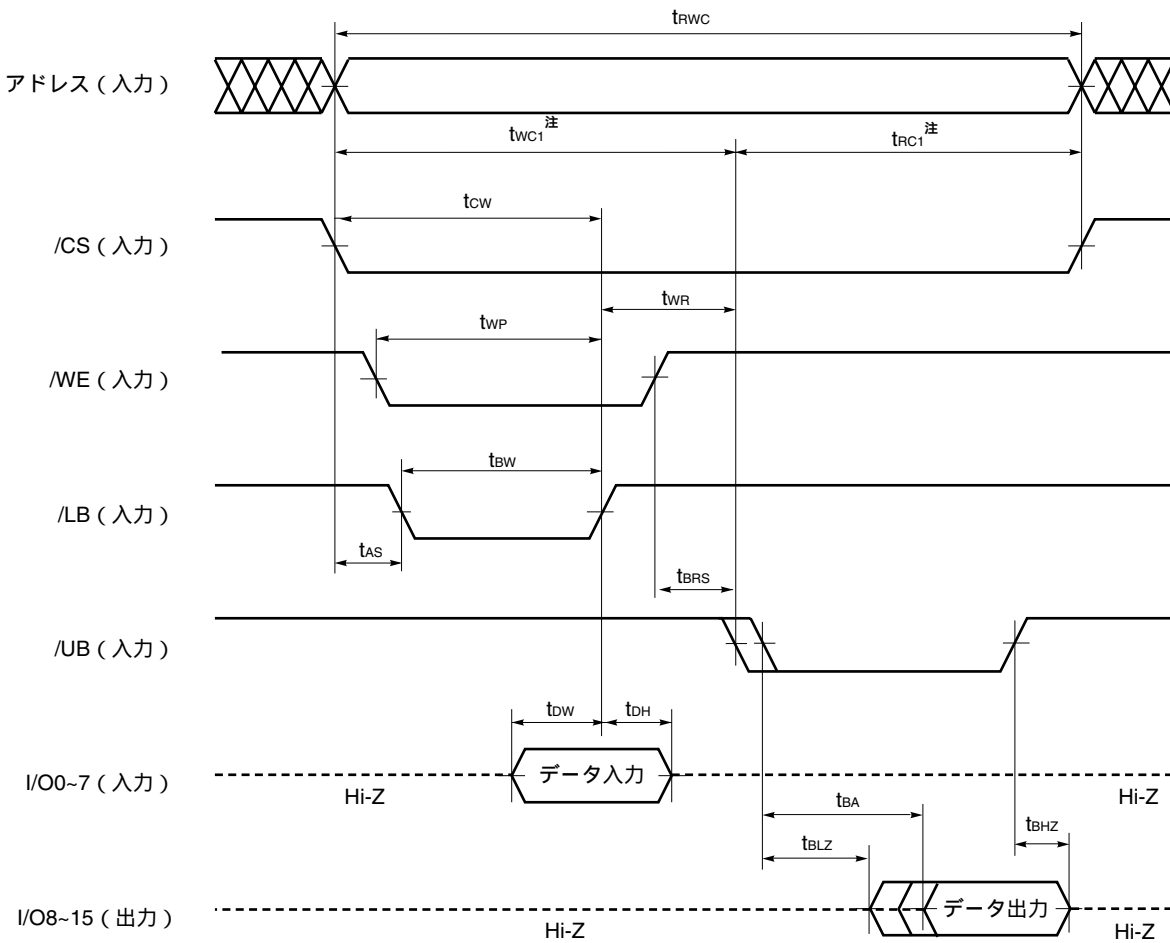 tRWC
アドレス（入力）
tWC1注
tRC1注
tCW
/CS（入力）
tWR
tWP
/WE（入力）
tBW
/LB（入力）
tAS
tBRS
/UB（入力）
tDW
tDH
データ入力
I/O0~7（入力）
Hi-Z
Hi-Z
tBA
tBHZ
tBLZ
データ出力
I/O8~15（出力）
Hi-Z
Hi-Z